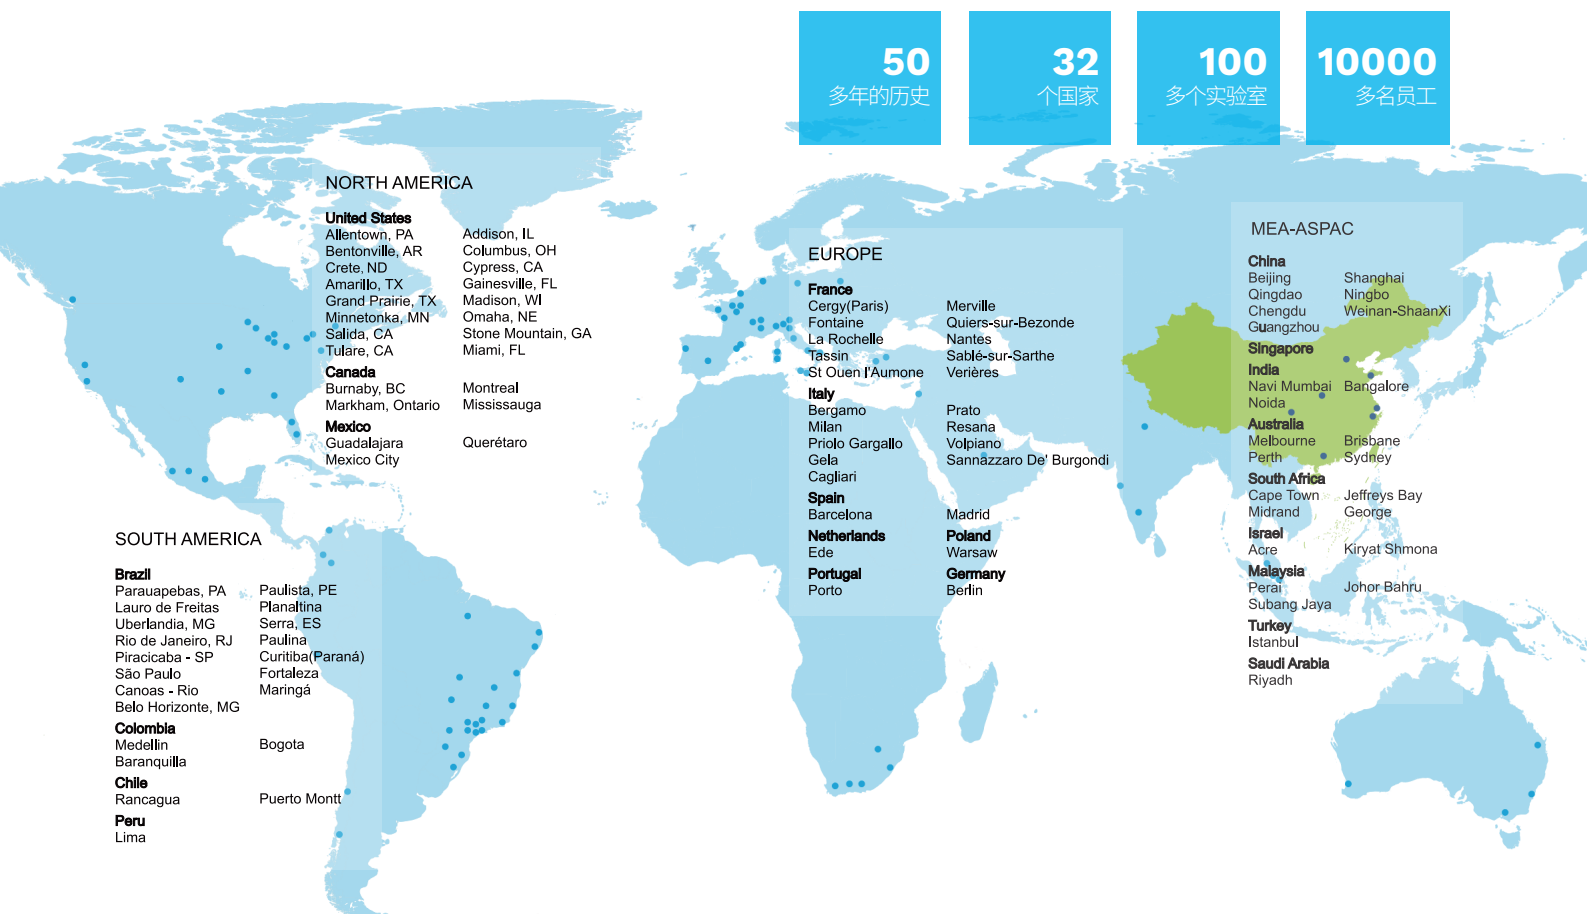 50
多年的历史
32
个国家
100
多个实验室
10000
多名员工
NORTH AMERICA
United States
Allentown, PA Addison, IL
Bentonville, AR Columbus, OH
Crete, ND Cypress, CA
Amarillo, TX Gainesville, FL
Grand Prairie, TX Madison, WI
Minnetonka, MN Omaha, NE
Salida, CA Stone Mountain, GA
Tulare, CA Miami, FL
Canada
Burnaby, BC Montreal
Markham, Ontario Mississauga
Mexico
Guadalajara Querétaro
Mexico City
SOUTH AMERICA
Brazil
Parauapebas, PA Paulista, PE
Lauro de Freitas Planaltina
Uberlandia, MG Serra, ES
Rio de Janeiro, RJ Paulina
Piracicaba - SP Curitiba(Paraná)
São Paulo Fortaleza
Canoas - Rio Maringá
Belo Horizonte, MG
Colombia
Medellin Bogota
Baranquilla
Chile
Rancagua Puerto Montt
Peru
Lima
EUROPE
France
Cergy(Paris) Merville
Fontaine Quiers-sur-Bezonde
La Rochelle Nantes
Tassin Sablé-sur-Sarthe
St Ouen l'Aumone Verières
Italy
Bergamo Prato
Milan Resana
Priolo Gargallo Volpiano
Gela Sannazzaro De' Burgondi
Cagliari
Spain
Barcelona Madrid
Netherlands Poland
Ede Warsaw
Portugal Germany
Porto Berlin
MEA-ASPAC
China
Beijing Shanghai
Qingdao Ningbo
Chengdu Weinan-ShaanXi
Guangzhou
Singapore
India
Navi Mumbai Bangalore
Noida
Australia
Melbourne Brisbane
Perth Sydney
South Africa
Cape Town Jeffreys Bay
Midrand George
Israel
Acre Kiryat Shmona
Malaysia
Perai Johor Bahru
Subang Jaya
Turkey
Istanbul
Saudi Arabia
Riyadh